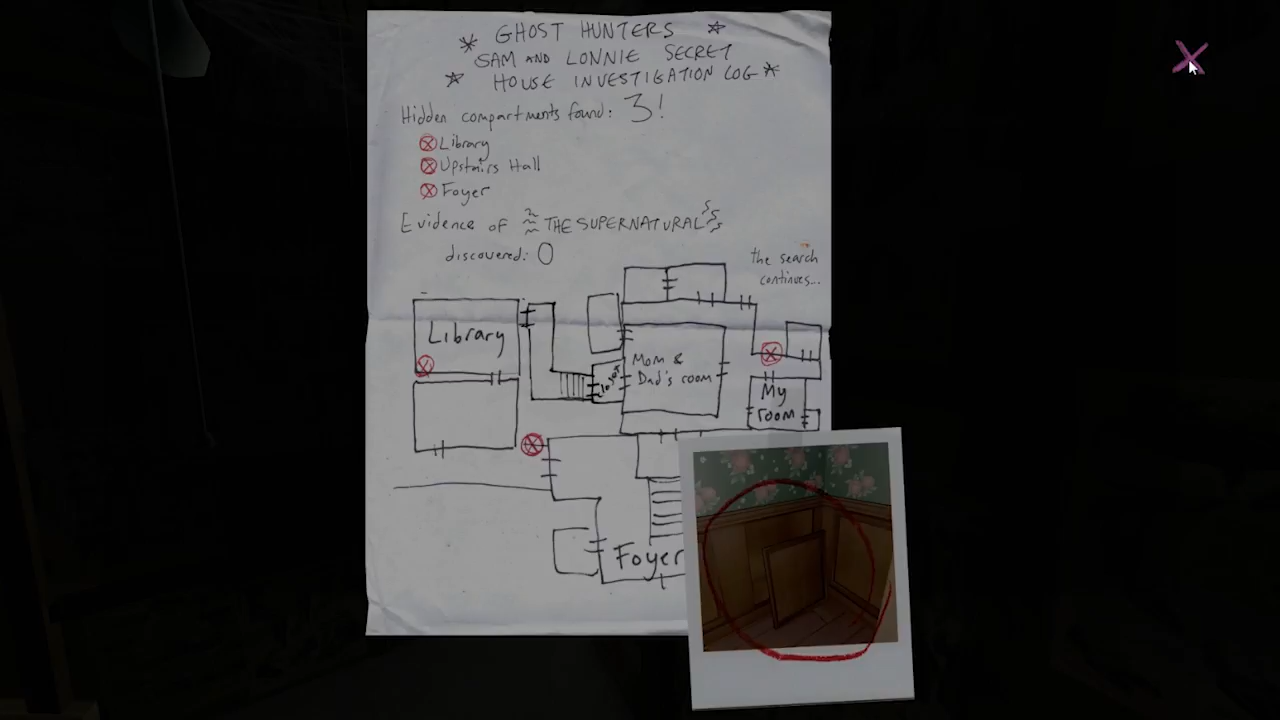 GHOST HUNTERS
SAM AND LONNIE SECRET
HOUSE INVESTIGATION LOG
Hidden compartments found: 3!
Library
Upstairs Hall
Foyer
Evidence of THE SUPERNATURAL
discovered: 0
the search
continues...
Library
Mom &
Dad's room
closet
My
room
Foyer